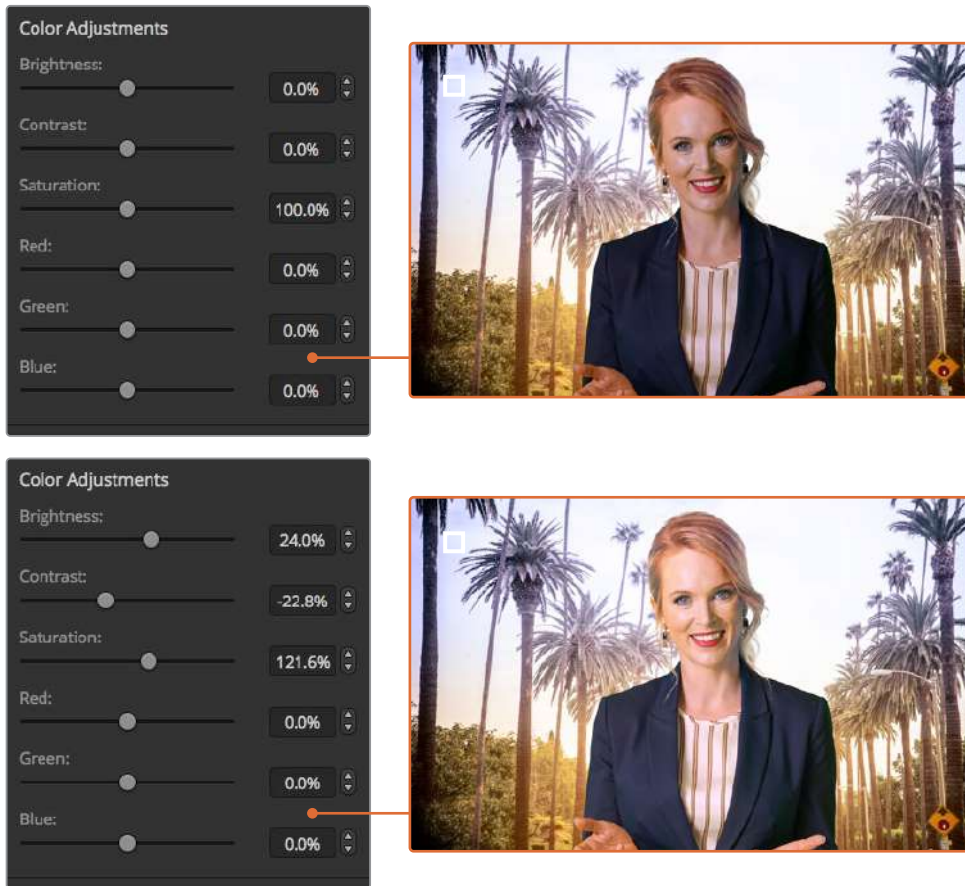 Color Adjustments
Brightness:
0.0%
Contrast:
0.0%
Saturation:
100.0%
Red:
0.0%
Green:
0.0%
Blue:
0.0%
Color Adjustments
Brightness:
24.0%
Contrast:
-22.8%
Saturation:
121.6%
Red:
0.0%
Green:
0.0%
Blue:
0.0%